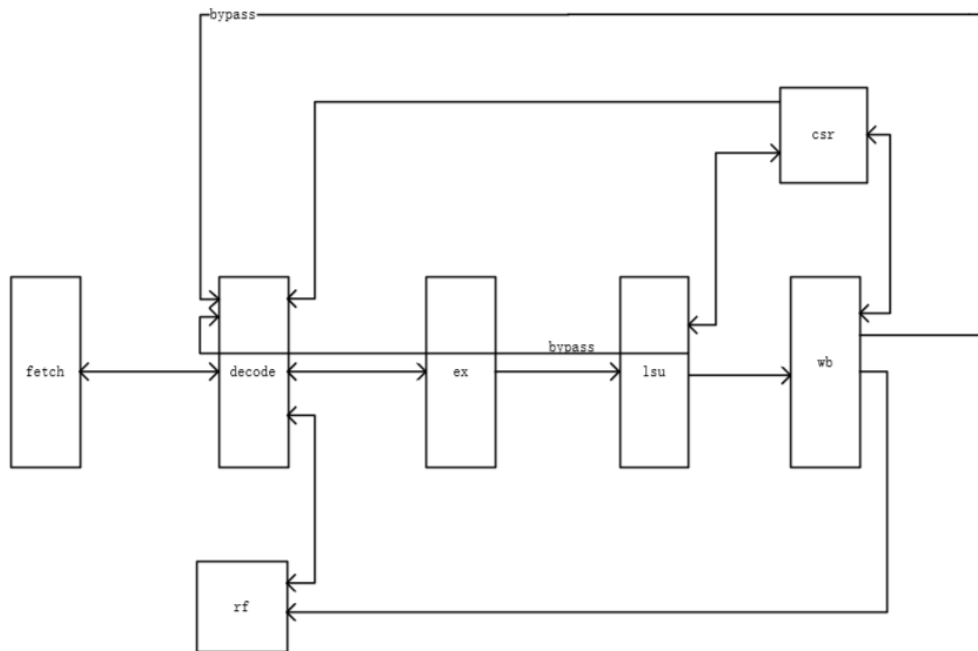 bypass
csr
bypass
fetch
decode
ex
lsu
wb
rf